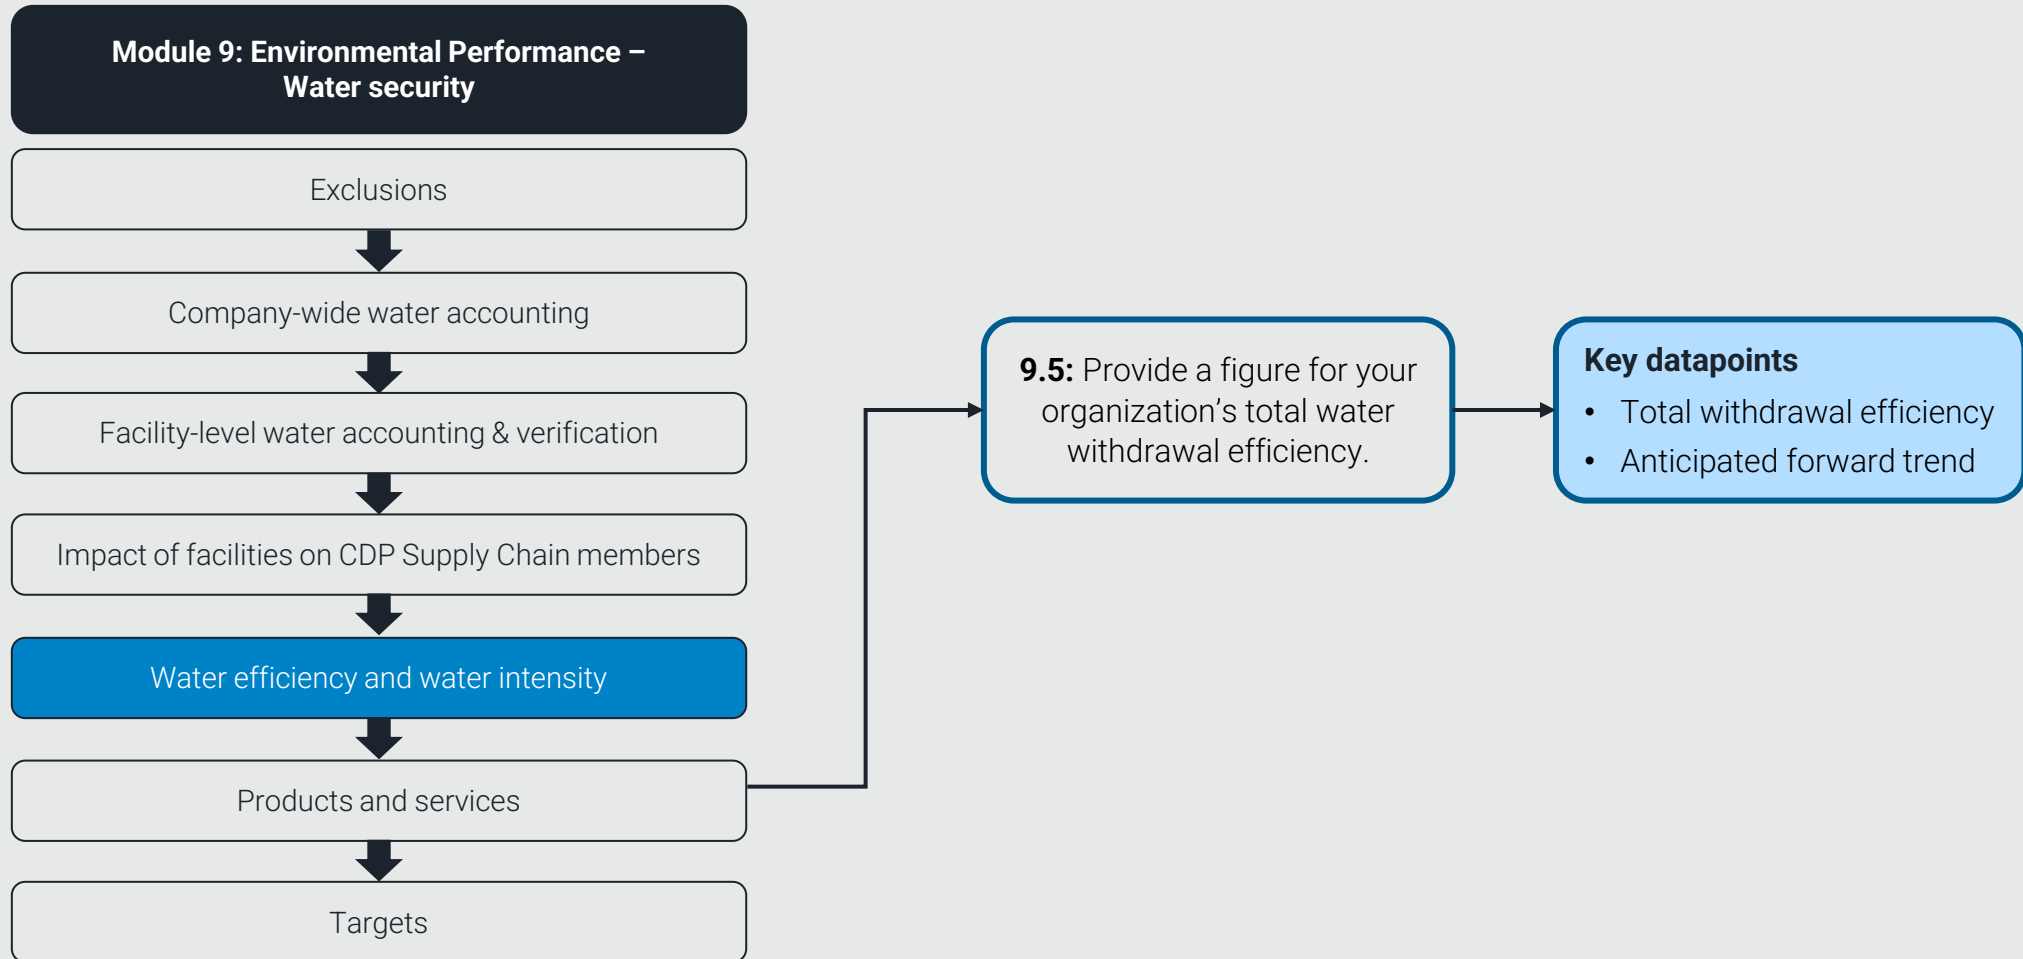 Module 9: Environmental Performance –
Water security
Exclusions
Company-wide water accounting
Facility-level water accounting & verification
Impact of facilities on CDP Supply Chain members
Water efficiency and water intensity
Products and services
Targets
9.5: Provide a figure for your
organization’s total water
withdrawal efficiency.
Key datapoints
• Total withdrawal efficiency
• Anticipated forward trend